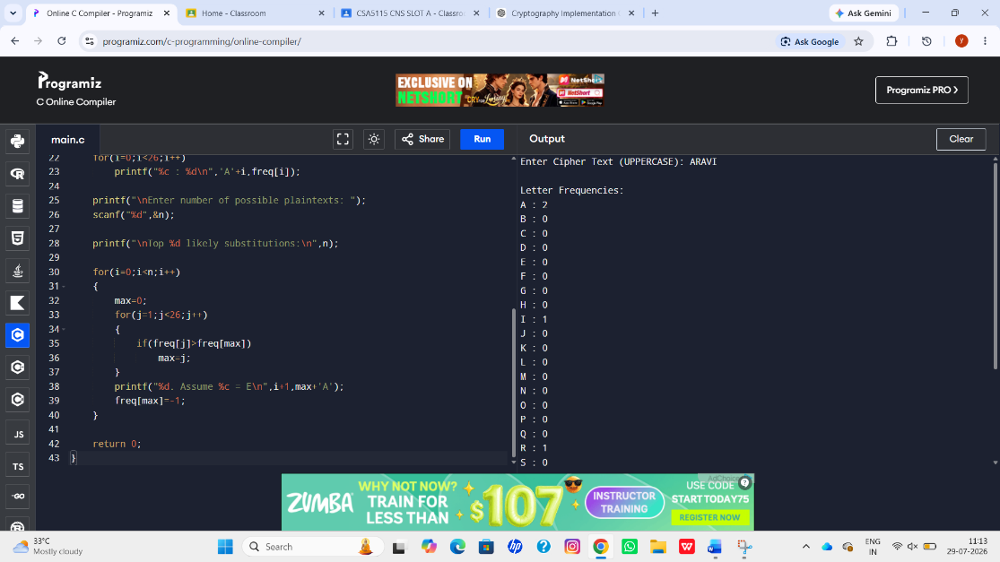 Online C Compiler - Programiz
Home - Classroom
CSA5115 CNS SLOT A - Classroo
Cryptography Implementation
Ask Gemini
programiz.com/c-programming/online-compiler/
Ask Google
y
Programiz
C Online Compiler
EXCLUSIVE ON
NETSHORT
NetShort
Programiz PRO
main.c
Share
Run
Output
Clear
22 for(i=0;i<26;i++)
23 printf("%c : %d\n",'A'+i,freq[i]);
24
25 printf("\nEnter number of possible plaintexts: ");
26 scanf("%d",&n);
27
28 printf("\nTop %d likely substitutions:\n",n);
29
30 for(i=0;i<n;i++)
31 {
32 max=0;
33 for(j=1;j<26;j++)
34 {
35 if(freq[j]>freq[max])
36 max=j;
37 }
38 printf("%d. Assume %c = E\n",i+1,max+'A');
39 freq[max]=-1;
40 }
41
42 return 0;
43 }
Enter Cipher Text (UPPERCASE): ARAVI
Letter Frequencies:
A : 2
B : 0
C : 0
D : 0
E : 0
F : 0
G : 0
H : 0
I : 1
J : 0
K : 0
L : 0
M : 0
N : 0
O : 0
P : 0
Q : 0
R : 1
S : 0
JS
TS
GO
ZUMBA
WHY NOT NOW?
TRAIN FOR
LESS THAN
$107
INSTRUCTOR
TRAINING
AdChoices
USE CODE
STARTTODAY75
REGISTER NOW
33°C
Mostly cloudy
Search
ENG
IN
11:13
29-07-2026